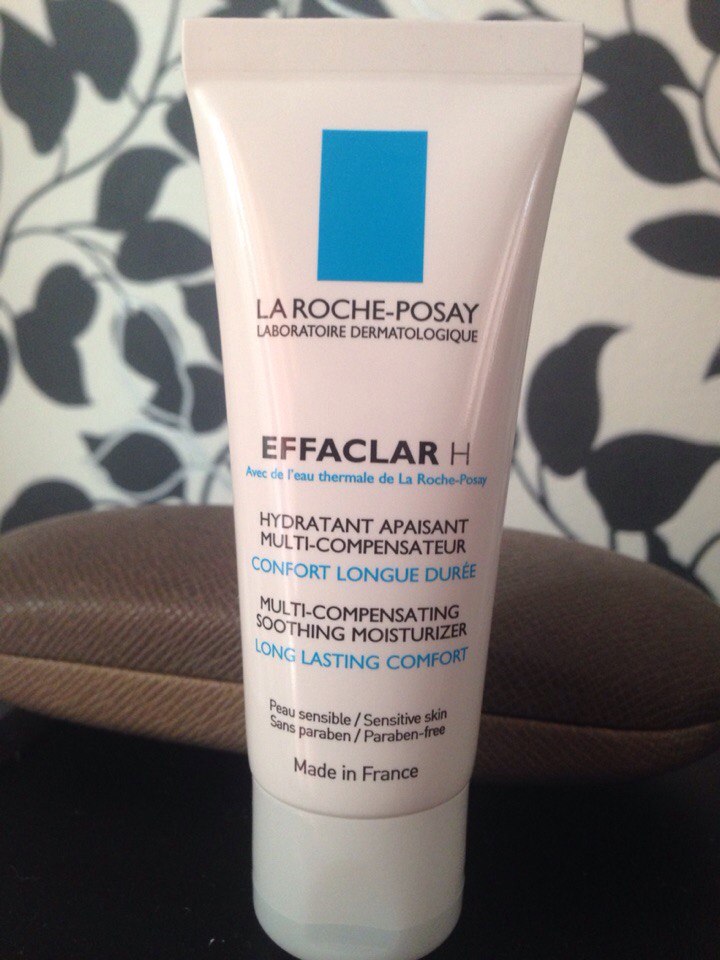 LA ROCHE-POSAY
LABORATOIRE DERMATOLOGIQUE
EFFACLAR H
Avec de l'eau thermale de La Roche-Posay
HYDRATANT APAISANT
MULTI-COMPENSATEUR
CONFORT LONGUE DURÉE
MULTI-COMPENSATING
SOOTHING MOISTURIZER
LONG LASTING COMFORT
Peau sensible / Sensitive skin
Sans paraben / Paraben-free
Made in France